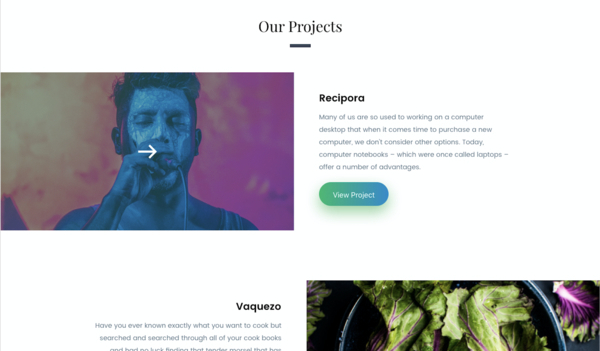 Our Projects
Recipora
Many of us are so used to working on a computer
desktop that when it comes time to purchase a new
computer, we don't consider other options. Today,
computer notebooks – which were once called laptops –
offer a number of advantages.
View Project
Vaquezo
Have you ever known exactly what you want to cook but
searched and searched through all of your cook books
and had no luck finding that tender morsel that has